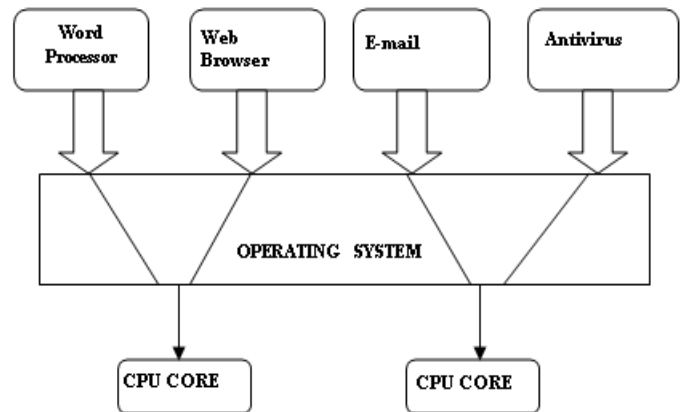 Word
Processor
Web
Browser
E-mail
Antivirus
OPERATING SYSTEM
CPU CORE
CPU CORE